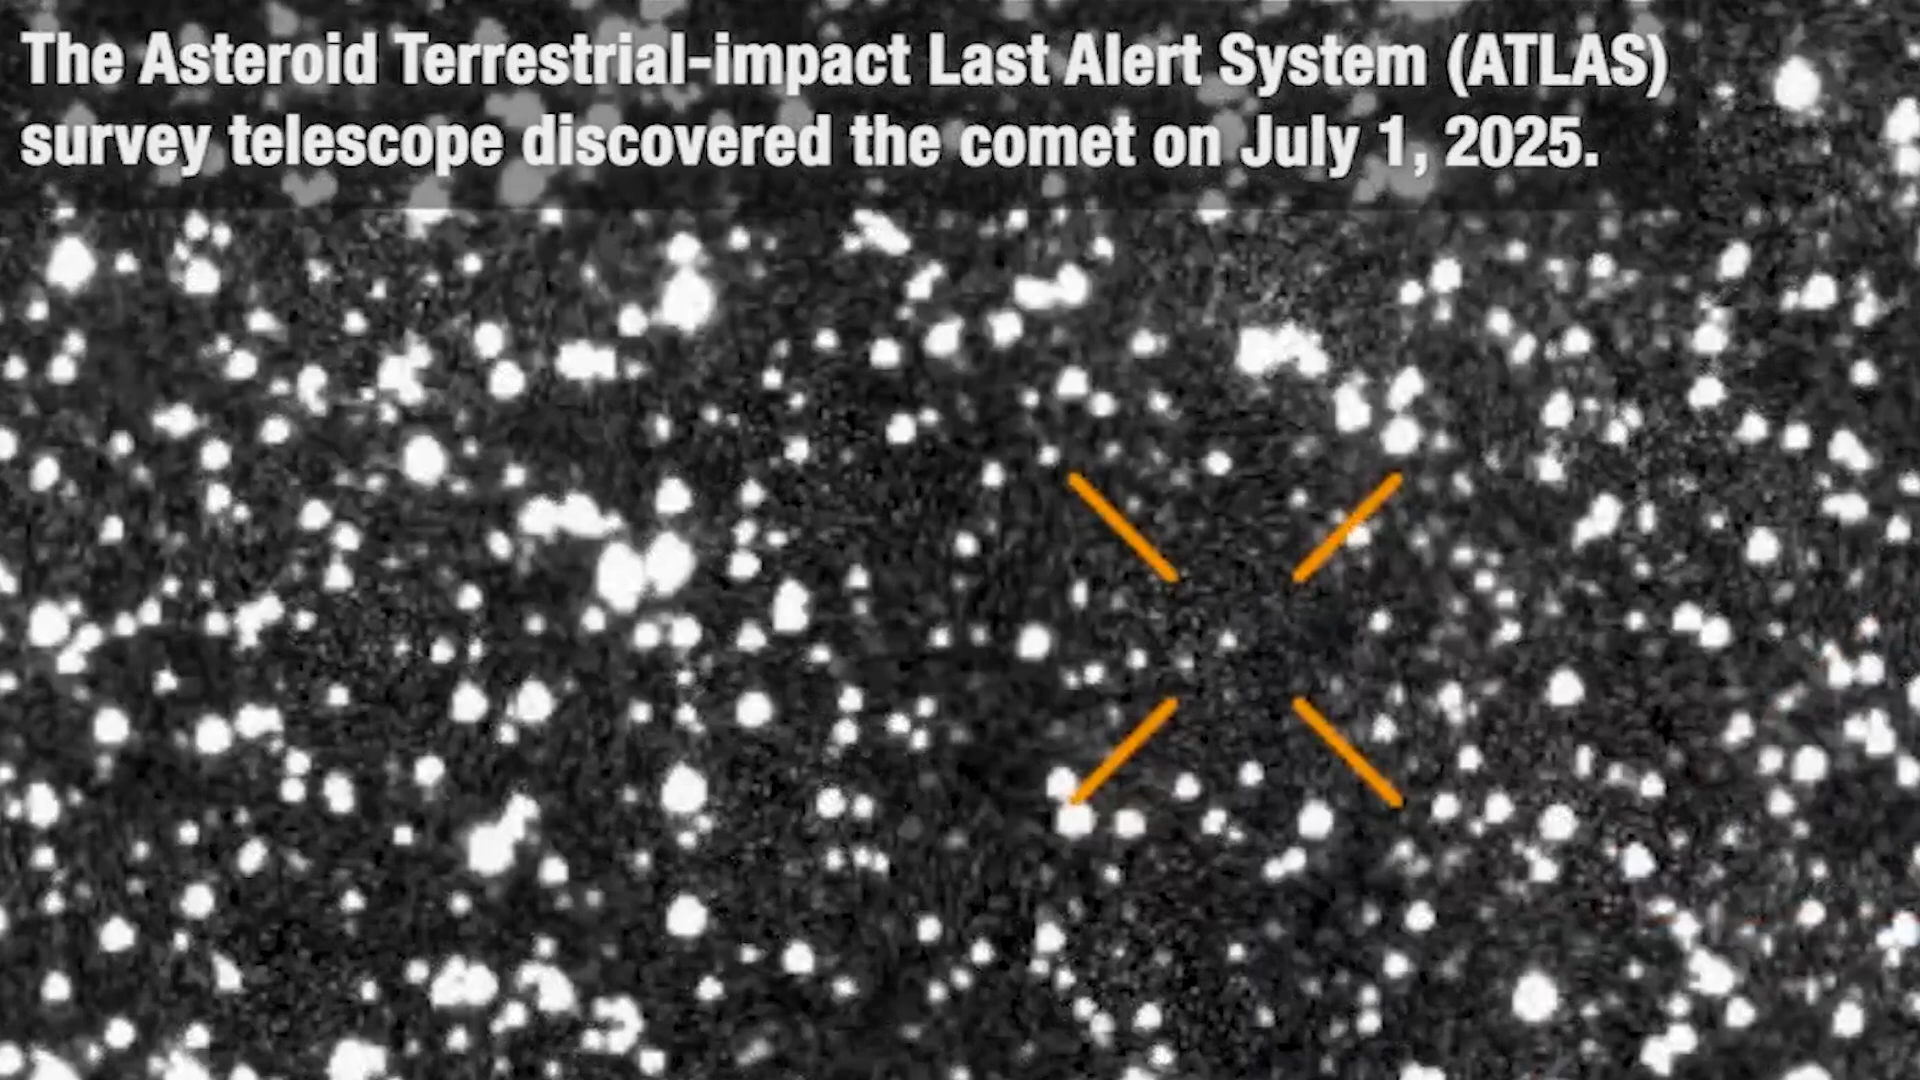 The Asteroid Terrestrial-impact Last Alert System (ATLAS)
survey telescope discovered the comet on July 1, 2025.